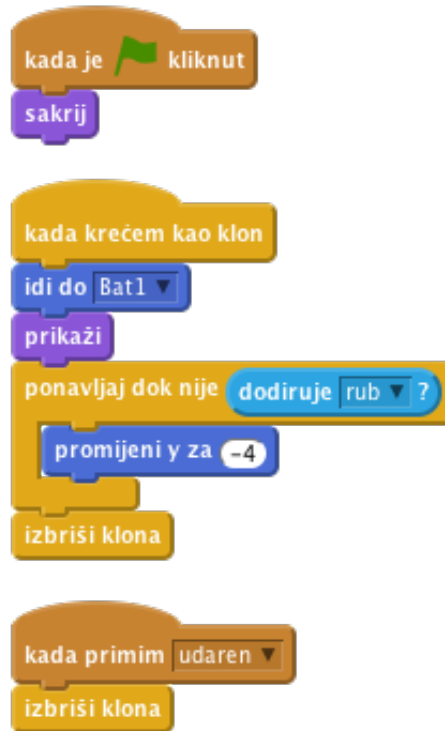 kada je kliknut
sakrij
kada krećem kao klon
idi do Bat1
prikaži
ponavljaj dok nije dodiruje rub ?
promijeni y za -4
izbriši klona
kada primim udaren
izbriši klona